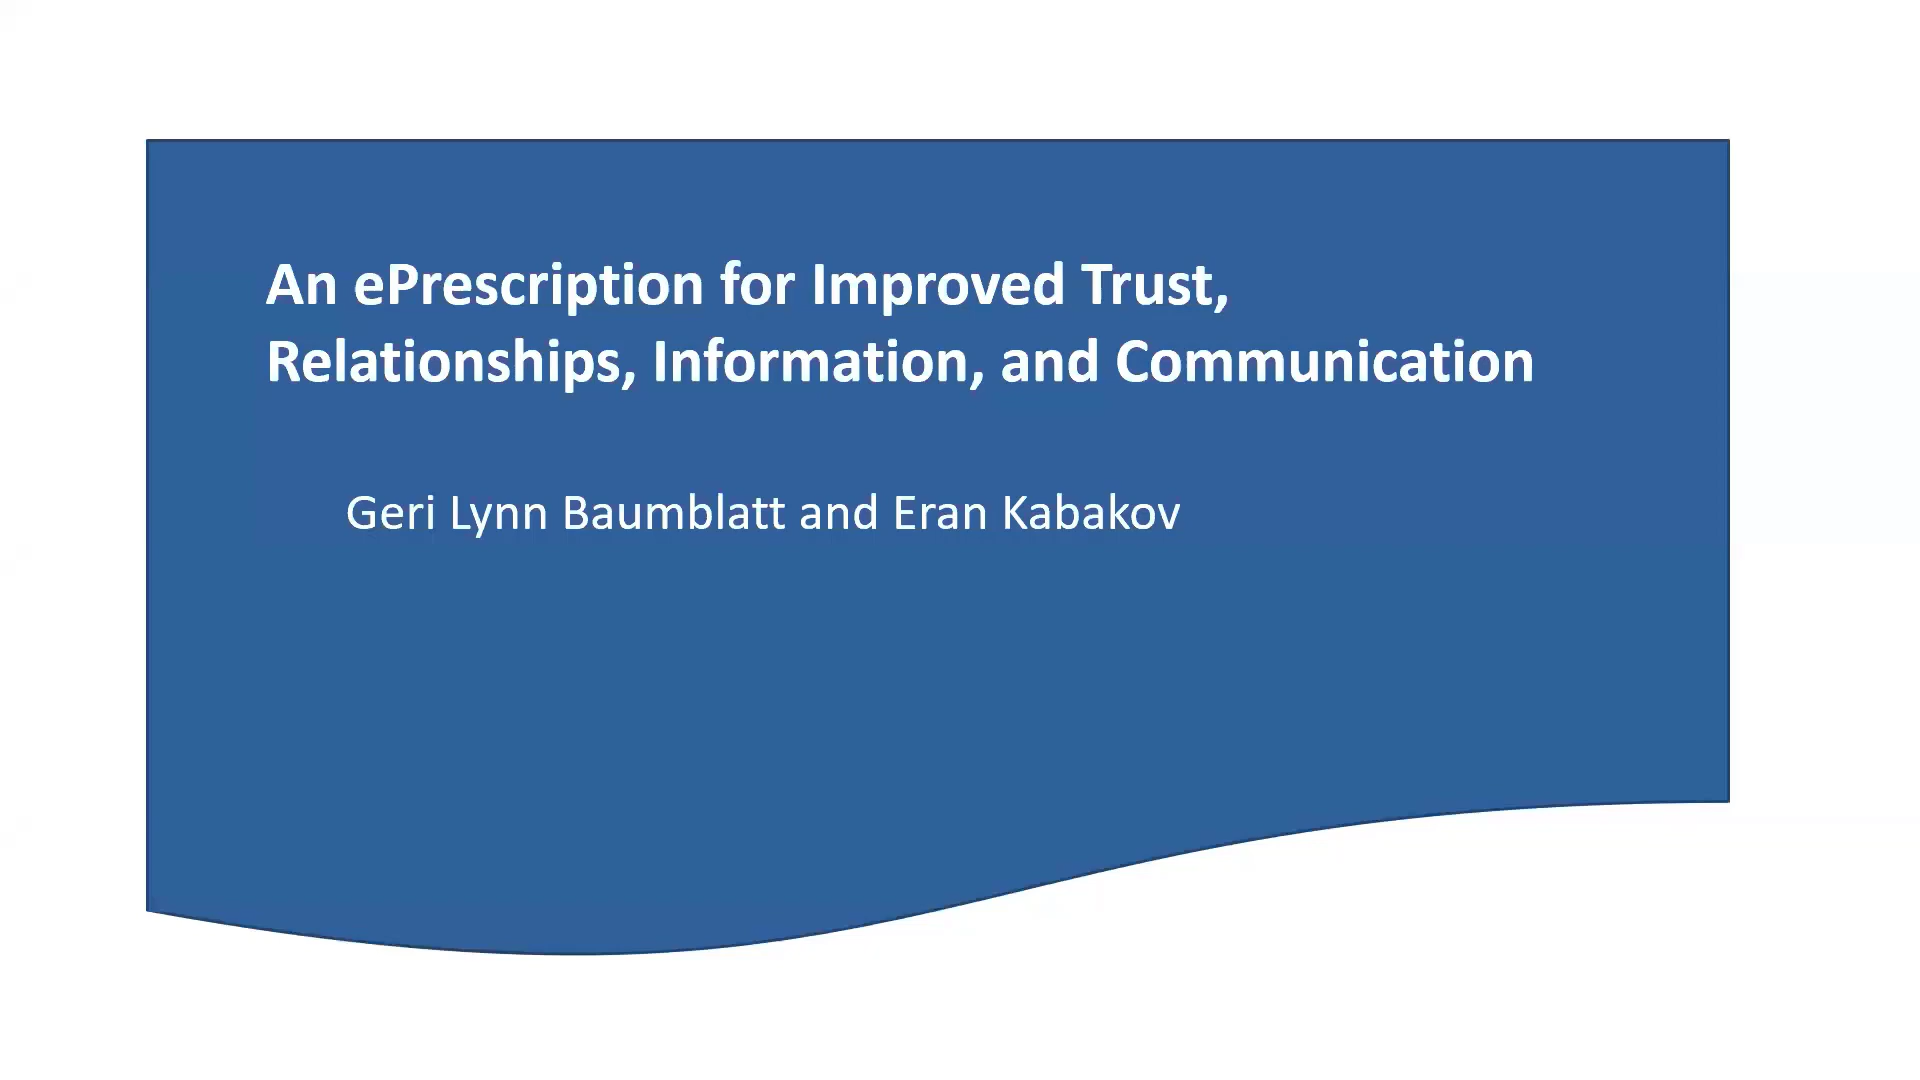 An ePrescription for Improved Trust,
Relationships, Information, and Communication
Geri Lynn Baumblatt and Eran Kabakov